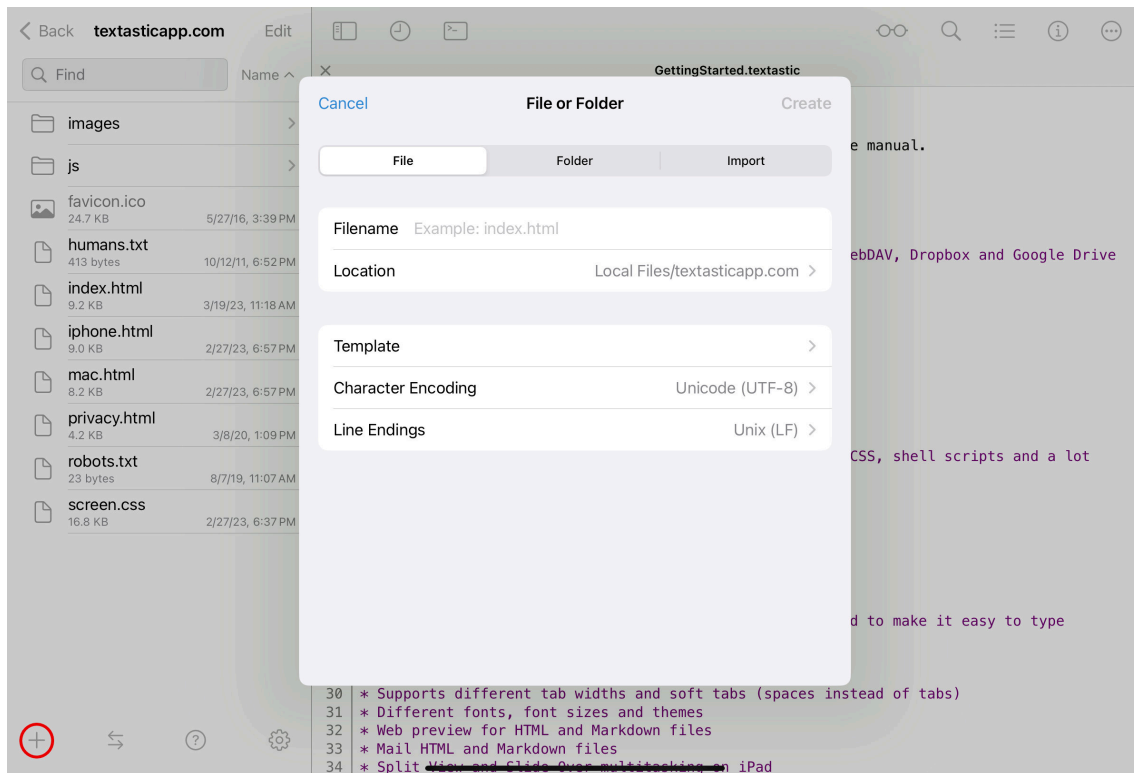 Back textasticapp.com Edit
Find Name
images
js
favicon.ico
24.7 KB 5/27/16, 3:39 PM
humans.txt
413 bytes 10/12/11, 6:52 PM
index.html
9.2 KB 3/19/23, 11:18 AM
iphone.html
9.0 KB 2/27/23, 6:57 PM
mac.html
8.2 KB 2/27/23, 6:57 PM
privacy.html
4.2 KB 3/8/20, 1:09 PM
robots.txt
23 bytes 8/7/19, 11:07 AM
screen.css
16.8 KB 2/27/23, 6:37 PM
GettingStarted.textastic
Cancel File or Folder Create
File Folder Import
Filename Example: index.html
Location Local Files/textasticapp.com
Template
Character Encoding Unicode (UTF-8)
Line Endings Unix (LF)
e manual.
ebDAV, Dropbox and Google Drive
CSS, shell scripts and a lot
d to make it easy to type
30 * Supports different tab widths and soft tabs (spaces instead of tabs)
31 * Different fonts, font sizes and themes
32 * Web preview for HTML and Markdown files
33 * Mail HTML and Markdown files
34 * Split View and Slide Over multitasking on iPad